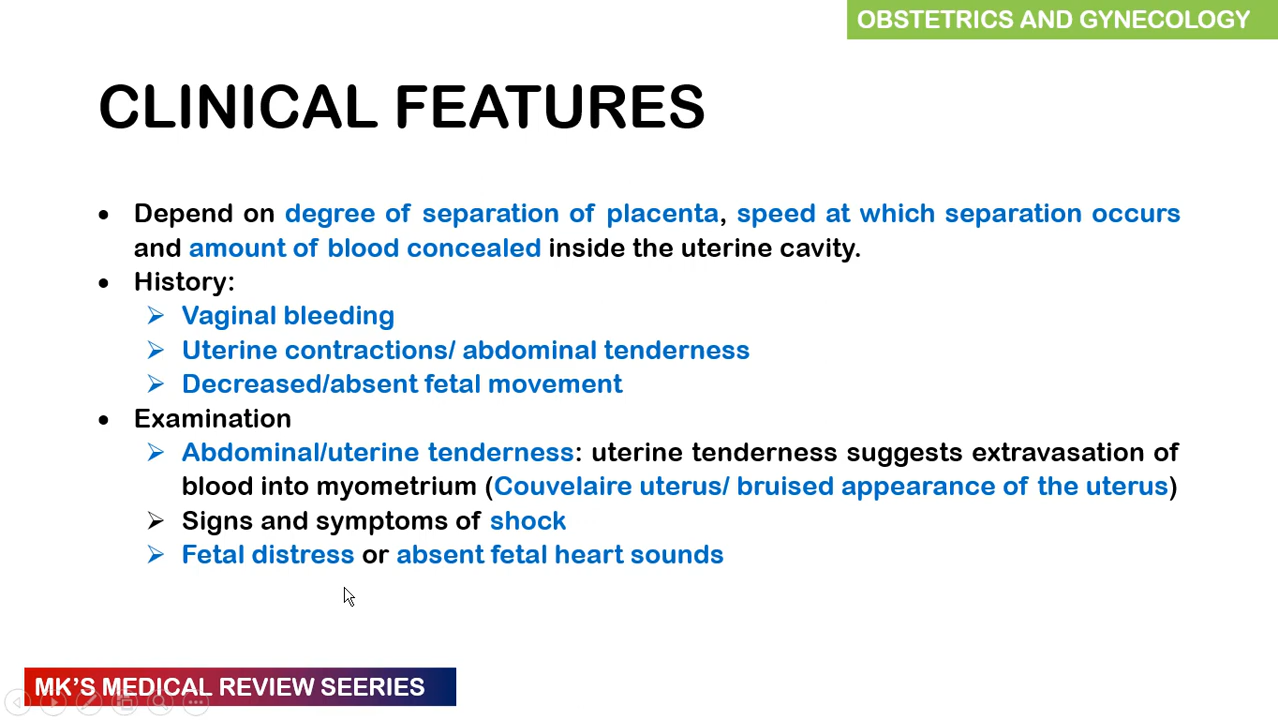 OBSTETRICS AND GYNECOLOGY
CLINICAL FEATURES
• Depend on degree of separation of placenta, speed at which separation occurs
and amount of blood concealed inside the uterine cavity.
• History:
➢ Vaginal bleeding
➢ Uterine contractions/ abdominal tenderness
➢ Decreased/absent fetal movement
• Examination
➢ Abdominal/uterine tenderness: uterine tenderness suggests extravasation of
blood into myometrium (Couvelaire uterus/ bruised appearance of the uterus)
➢ Signs and symptoms of shock
➢ Fetal distress or absent fetal heart sounds
MK'S MEDICAL REVIEW SEERIES